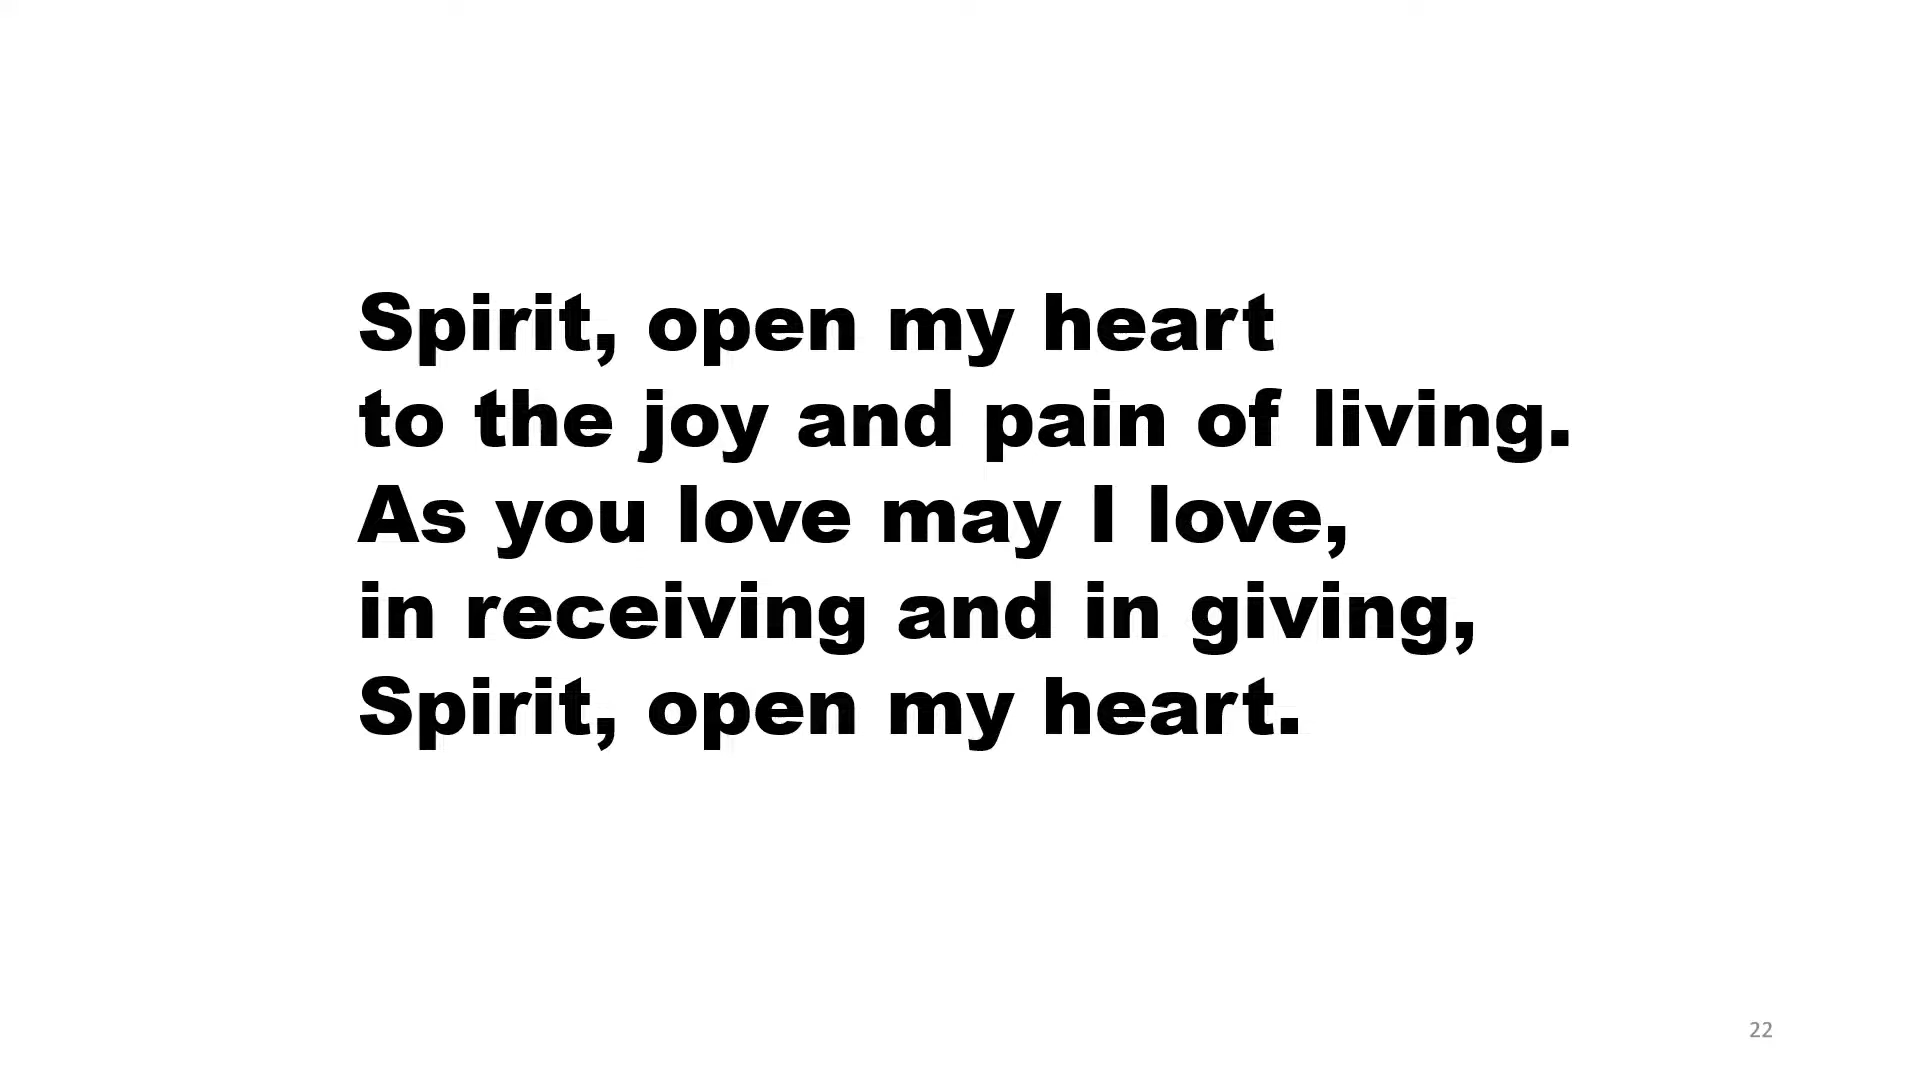 Spirit, open my heart
to the joy and pain of living.
As you love may I love,
in receiving and in giving,
Spirit, open my heart.
22